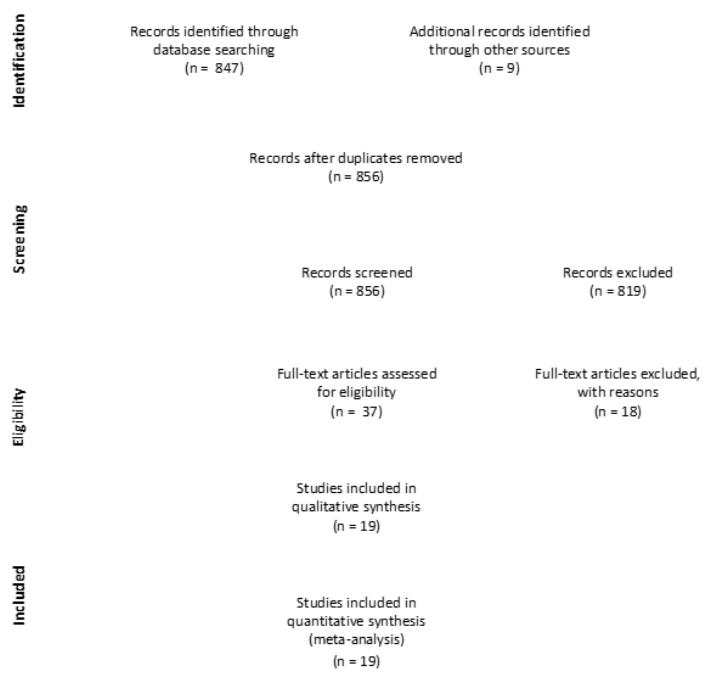 Identification
Records identified through
database searching
(n = 847)
Additional records identified
through other sources
(n = 9)
Records after duplicates removed
(n = 856)
Screening
Records screened
(n = 856)
Records excluded
(n = 819)
Eligibility
Full-text articles assessed
for eligibility
(n = 37)
Full-text articles excluded,
with reasons
(n = 18)
Studies included in
qualitative synthesis
(n = 19)
Included
Studies included in
quantitative synthesis
(meta-analysis)
(n = 19)